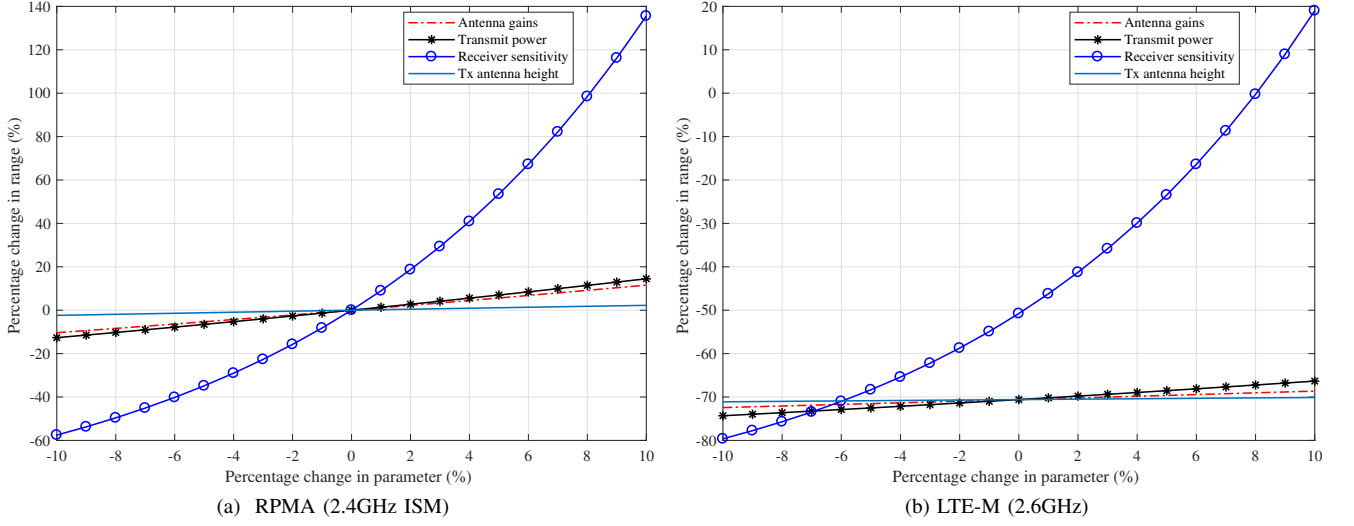 140
120
100
80
60
40
20
0
-20
-40
-60
-10 -8 -6 -4 -2 0 2 4 6 8 10
Percentage change in range (%)
Percentage change in parameter (%)
Antenna gains
Transmit power
Receiver sensitivity
Tx antenna height
(a) RPMA (2.4GHz ISM)
20
10
0
-10
-20
-30
-40
-50
-60
-70
-80
-10 -8 -6 -4 -2 0 2 4 6 8 10
Percentage change in range (%)
Percentage change in parameter (%)
Antenna gains
Transmit power
Receiver sensitivity
Tx antenna height
(b) LTE-M (2.6GHz)